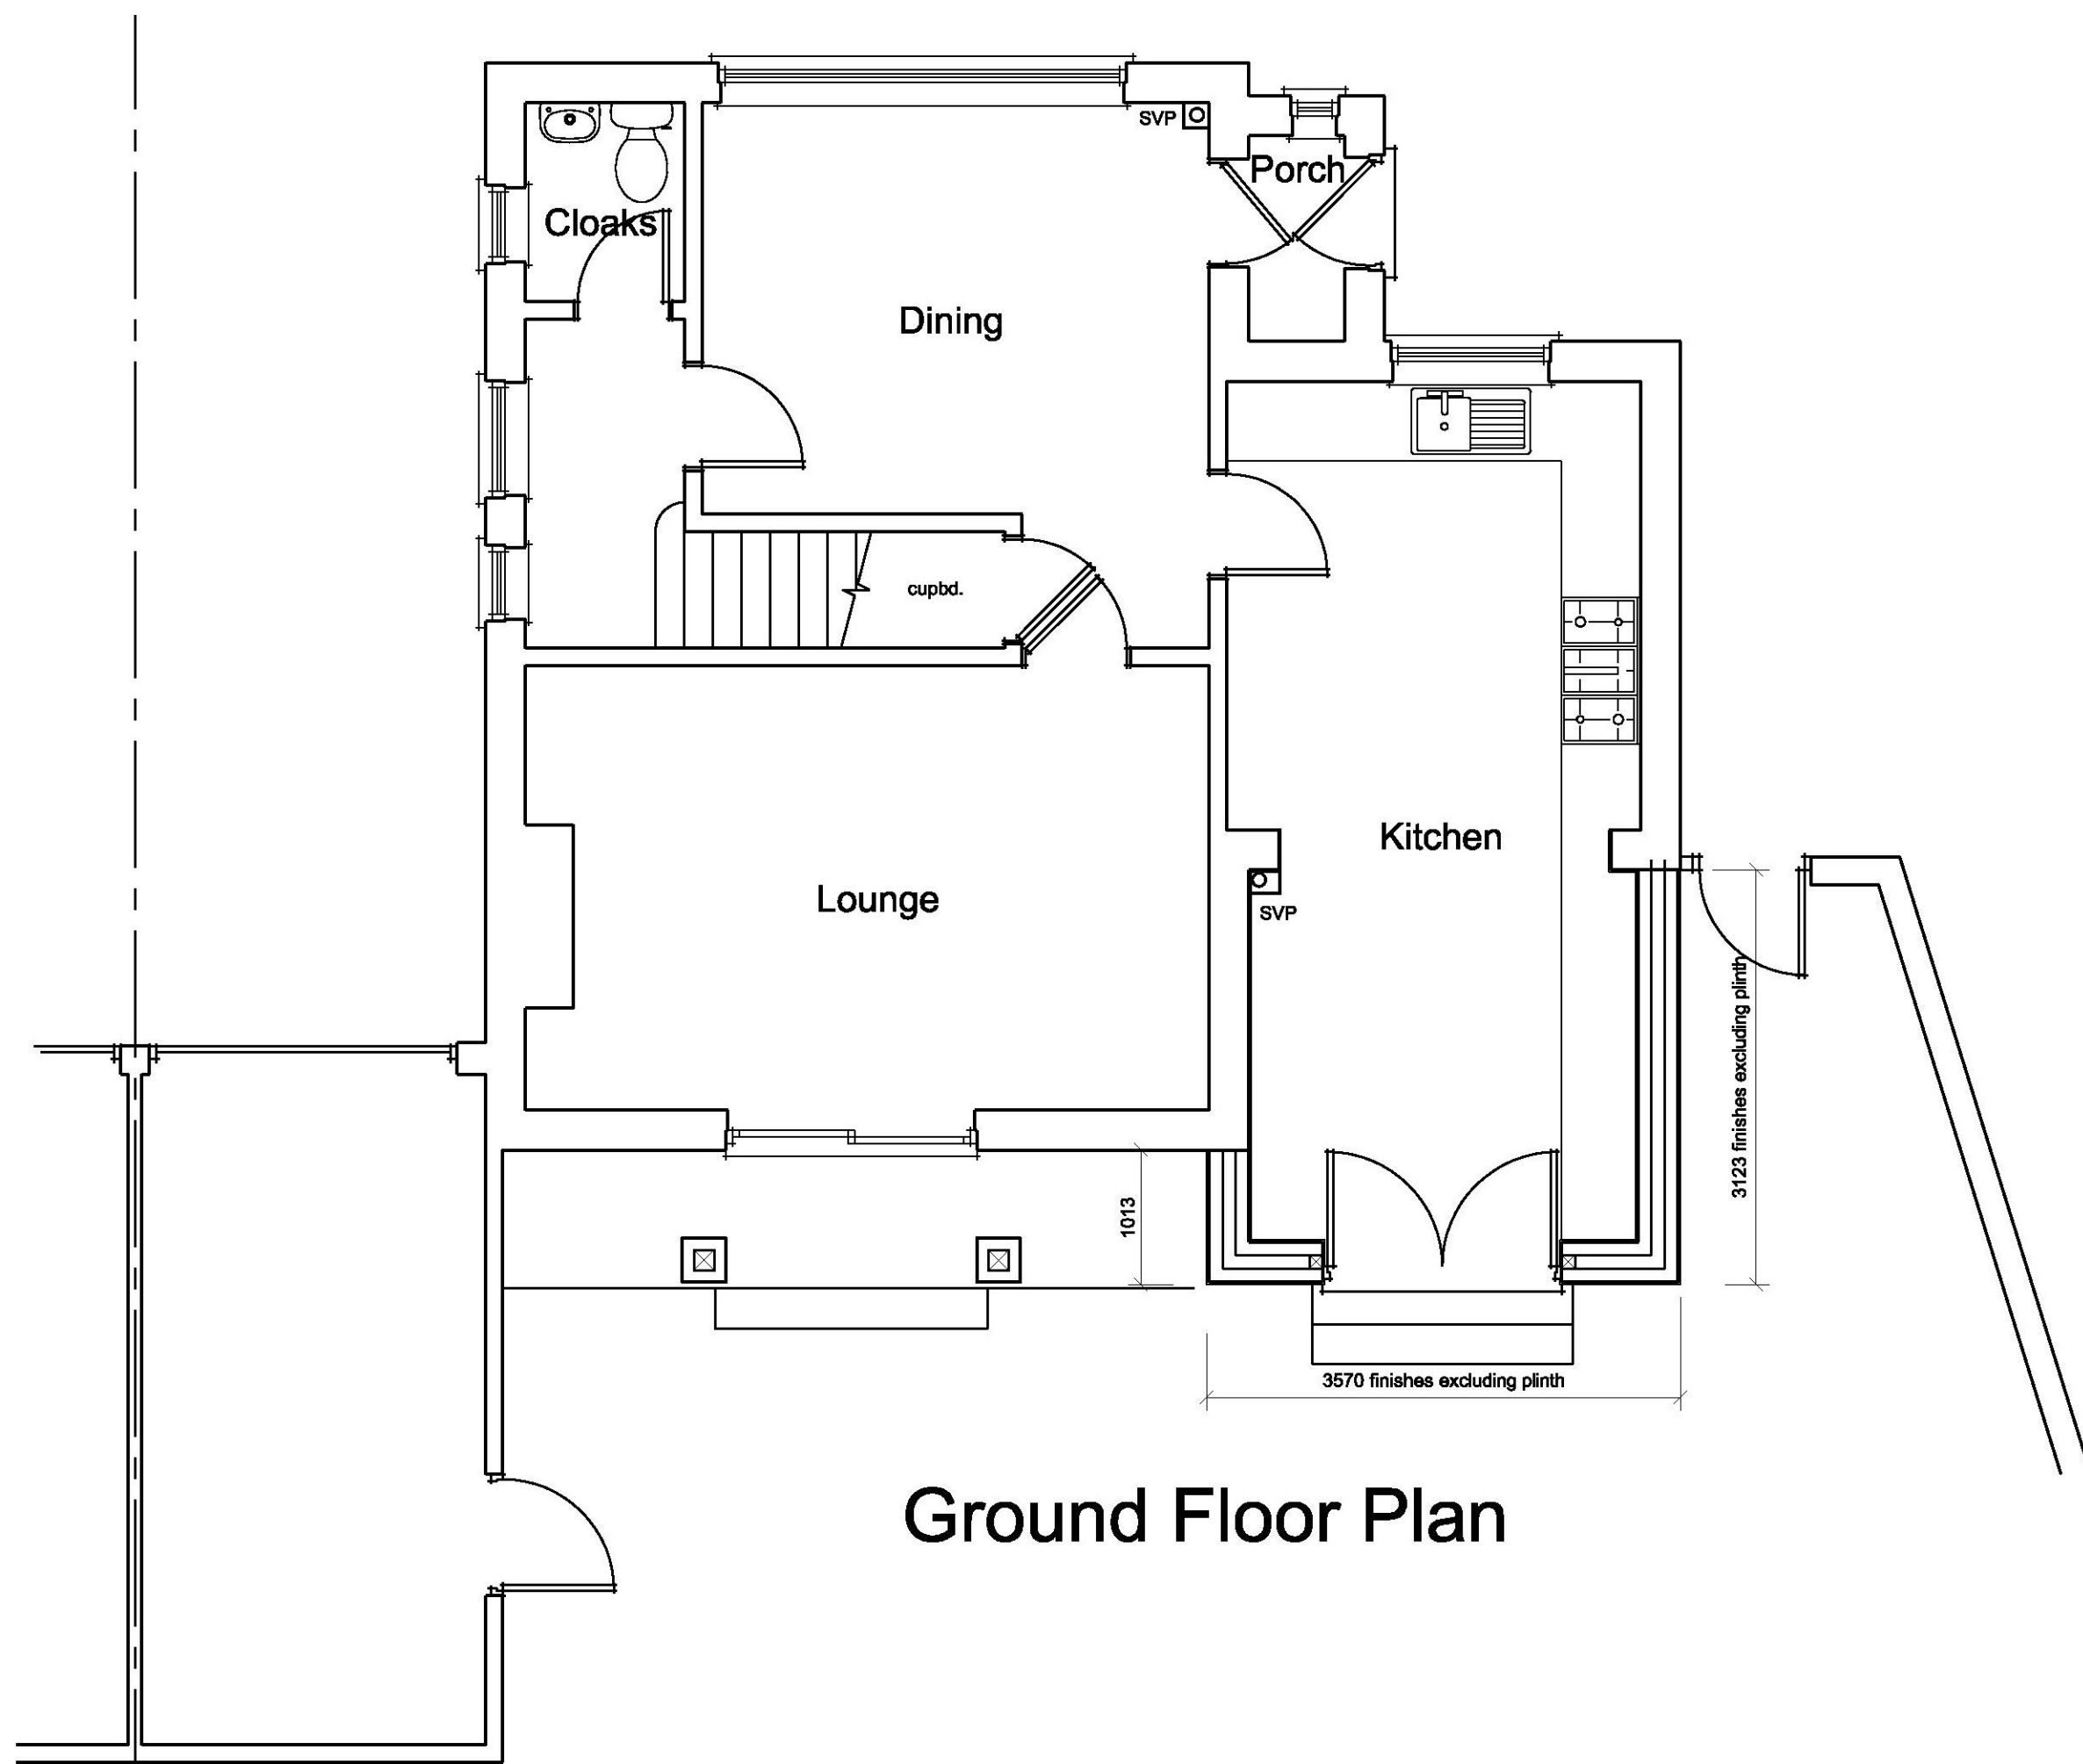 SVP
Porch
Cloaks
Dining
cupbd.
Kitchen
Lounge
SVP
3123 finishes excluding plinth
1013
3570 finishes excluding plinth
Ground Floor Plan